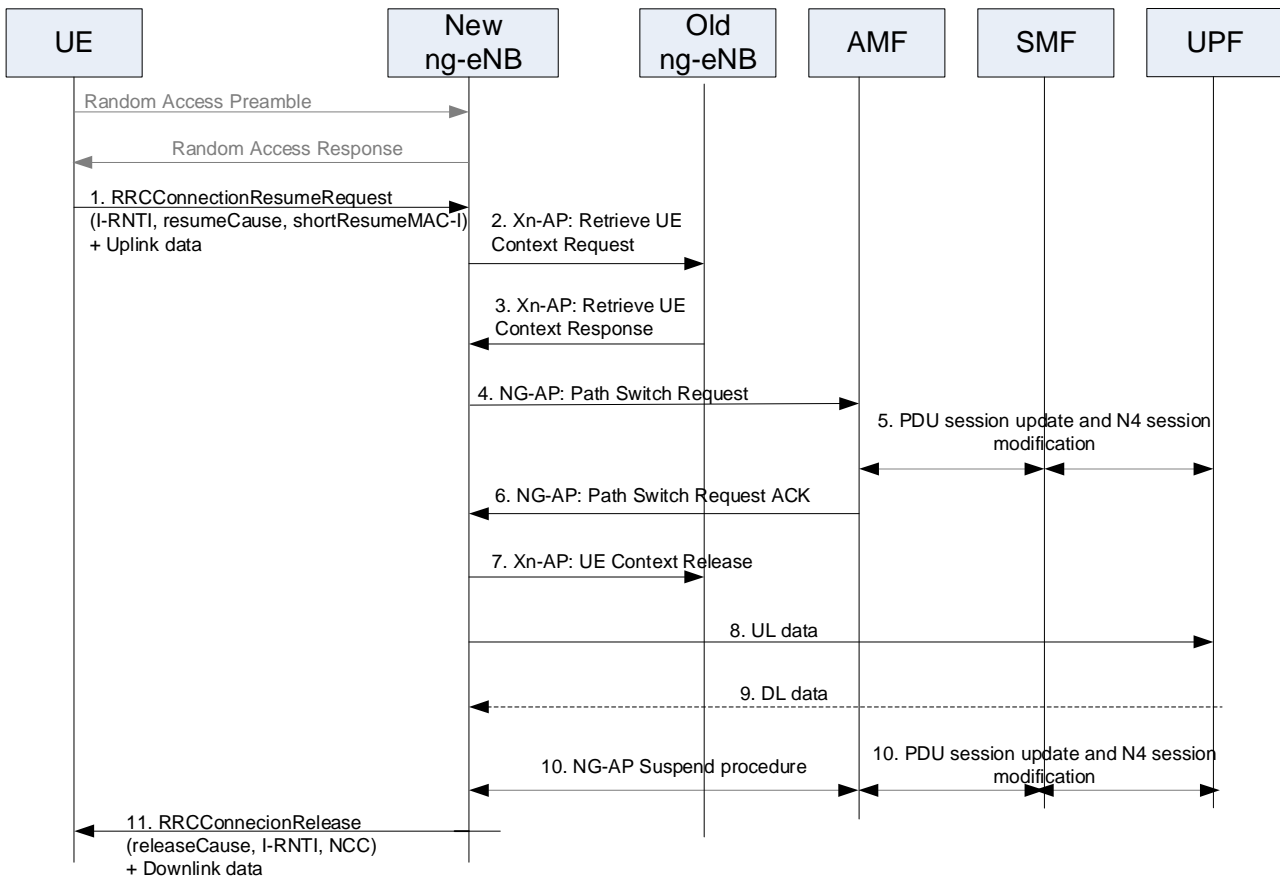 UE
New
ng-eNB
Old
ng-eNB
AMF
SMF
UPF
Random Access Preamble
Random Access Response
1. RRCConnectionResumeRequest
(I-RNTI, resumeCause, shortResumeMAC-I)
+ Uplink data
2. Xn-AP: Retrieve UE
Context Request
3. Xn-AP: Retrieve UE
Context Response
4. NG-AP: Path Switch Request
5. PDU session update and N4 session
modification
6. NG-AP: Path Switch Request ACK
7. Xn-AP: UE Context Release
8. UL data
9. DL data
10. NG-AP Suspend procedure
10. PDU session update and N4 session
modification
11. RRCConnecionRelease
(releaseCause, I-RNTI, NCC)
+ Downlink data